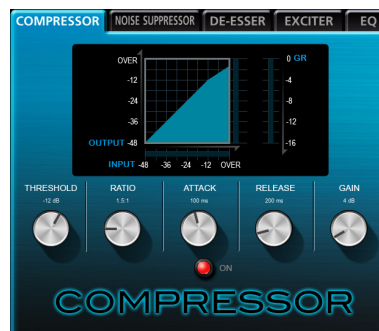 COMPRESSOR NOISE SUPPRESSOR DE-ESSER EXCITER EQ
OVER 0 GR
-12 -4
-24 -8
-36 -12
OUTPUT -48 -16
INPUT -48 -36 -24 -12 OVER
THRESHOLD RATIO ATTACK RELEASE GAIN
-12 dB 1.5:1 100 ms 200 ms 4 dB
ON
COMPRESSOR